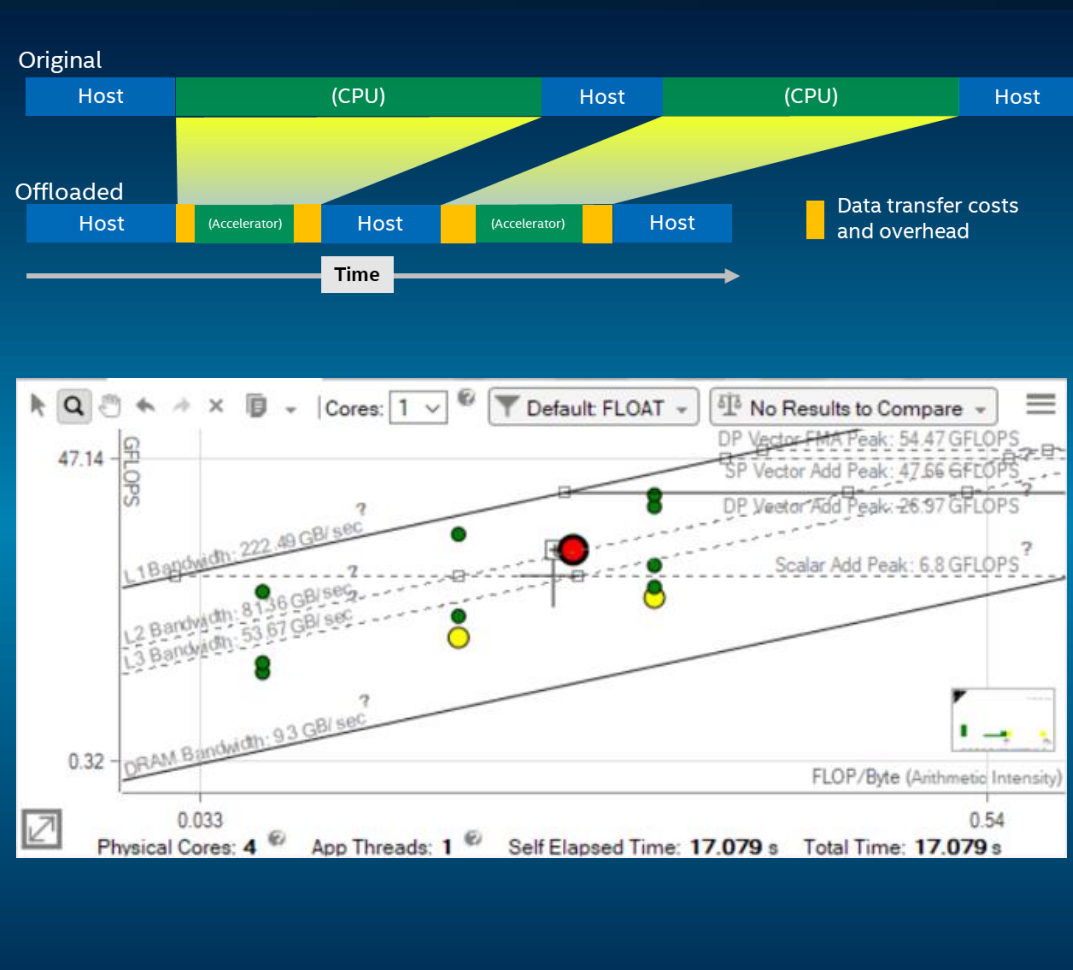 Original
Host
(CPU)
Host
(CPU)
Host
Offloaded
Host
(Accelerator)
Host
(Accelerator)
Host
Data transfer costs
and overhead
Time
Cores: 1
Default: FLOAT
No Results to Compare
GFLOPS
47.14
DP Vector FMA Peak: 54.47 GFLOPS
?
SP Vector Add Peak: 47.66 GFLOPS
?
DP Vector Add Peak: 26.97 GFLOPS
?
Scalar Add Peak: 6.8 GFLOPS
?
L1 Bandwidth: 222.49 GB/sec
?
L2 Bandwidth: 81.36 GB/sec
?
L3 Bandwidth: 53.67 GB/sec
?
DRAM Bandwidth: 9.3 GB/sec
?
0.32
FLOP/Byte (Arithmetic Intensity)
0.033
0.54
Physical Cores: 4
App Threads: 1
Self Elapsed Time: 17.079 s
Total Time: 17.079 s